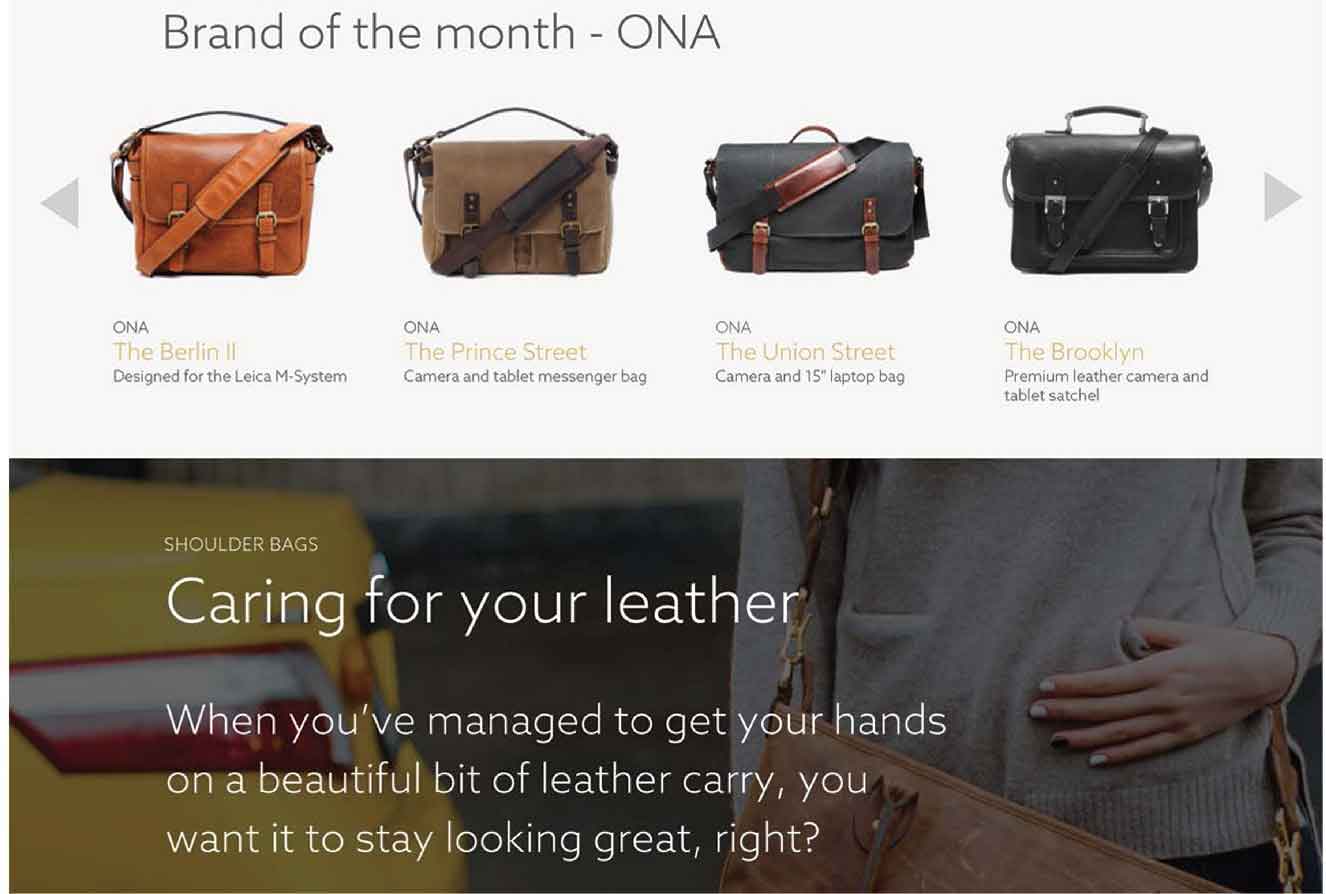 Brand of the month - ONA
ONA
The Berlin II
Designed for the Leica M-System
ONA
The Prince Street
Camera and tablet messenger bag
ONA
The Union Street
Camera and 15" laptop bag
ONA
The Brooklyn
Premium leather camera and
tablet satchel
SHOULDER BAGS
Caring for your leather
When you've managed to get your hands
on a beautiful bit of leather carry, you
want it to stay looking great, right?